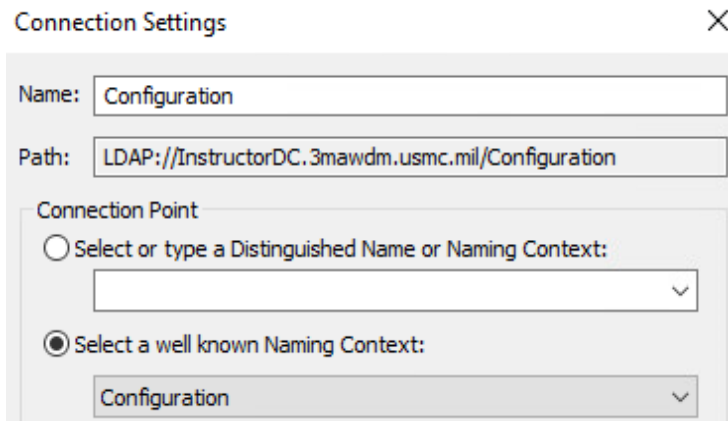 Connection Settings
Name: Configuration
Path: LDAP://InstructorDC.3mawdm.usmc.mil/Configuration
Connection Point
Select or type a Distinguished Name or Naming Context:
Select a well known Naming Context:
Configuration